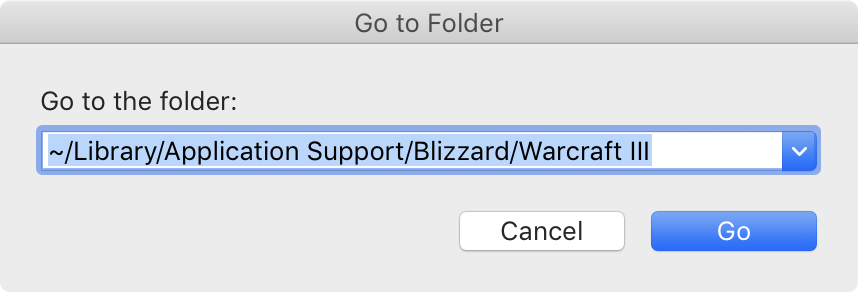 Go to Folder
Go to the folder:
~/Library/Application Support/Blizzard/Warcraft III
Cancel Go